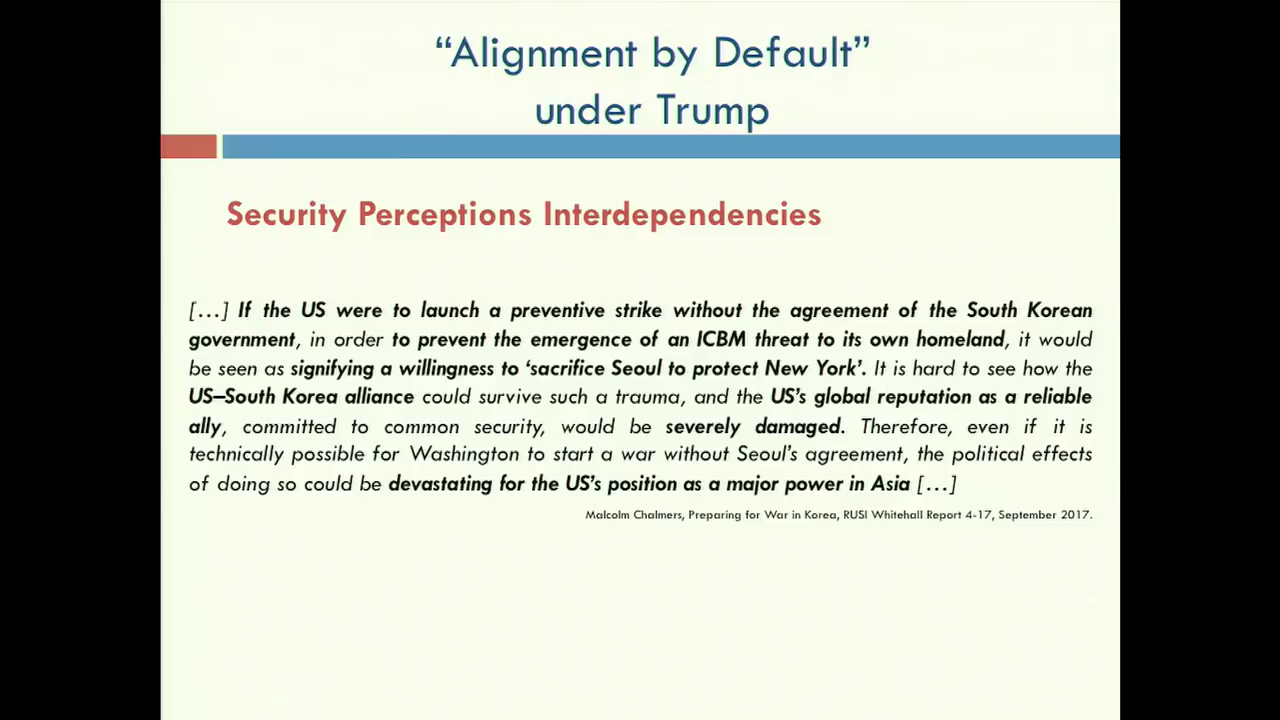 “Alignment by Default”
under Trump
Security Perceptions Interdependencies
[…] If the US were to launch a preventive strike without the agreement of the South Korean
government, in order to prevent the emergence of an ICBM threat to its own homeland, it would
be seen as signifying a willingness to ‘sacrifice Seoul to protect New York’. It is hard to see how the
US–South Korea alliance could survive such a trauma, and the US’s global reputation as a reliable
ally, committed to common security, would be severely damaged. Therefore, even if it is
technically possible for Washington to start a war without Seoul’s agreement, the political effects
of doing so could be devastating for the US’s position as a major power in Asia […]
Malcolm Chalmers, Preparing for War in Korea, RUSI Whitehall Report 4-17, September 2017.